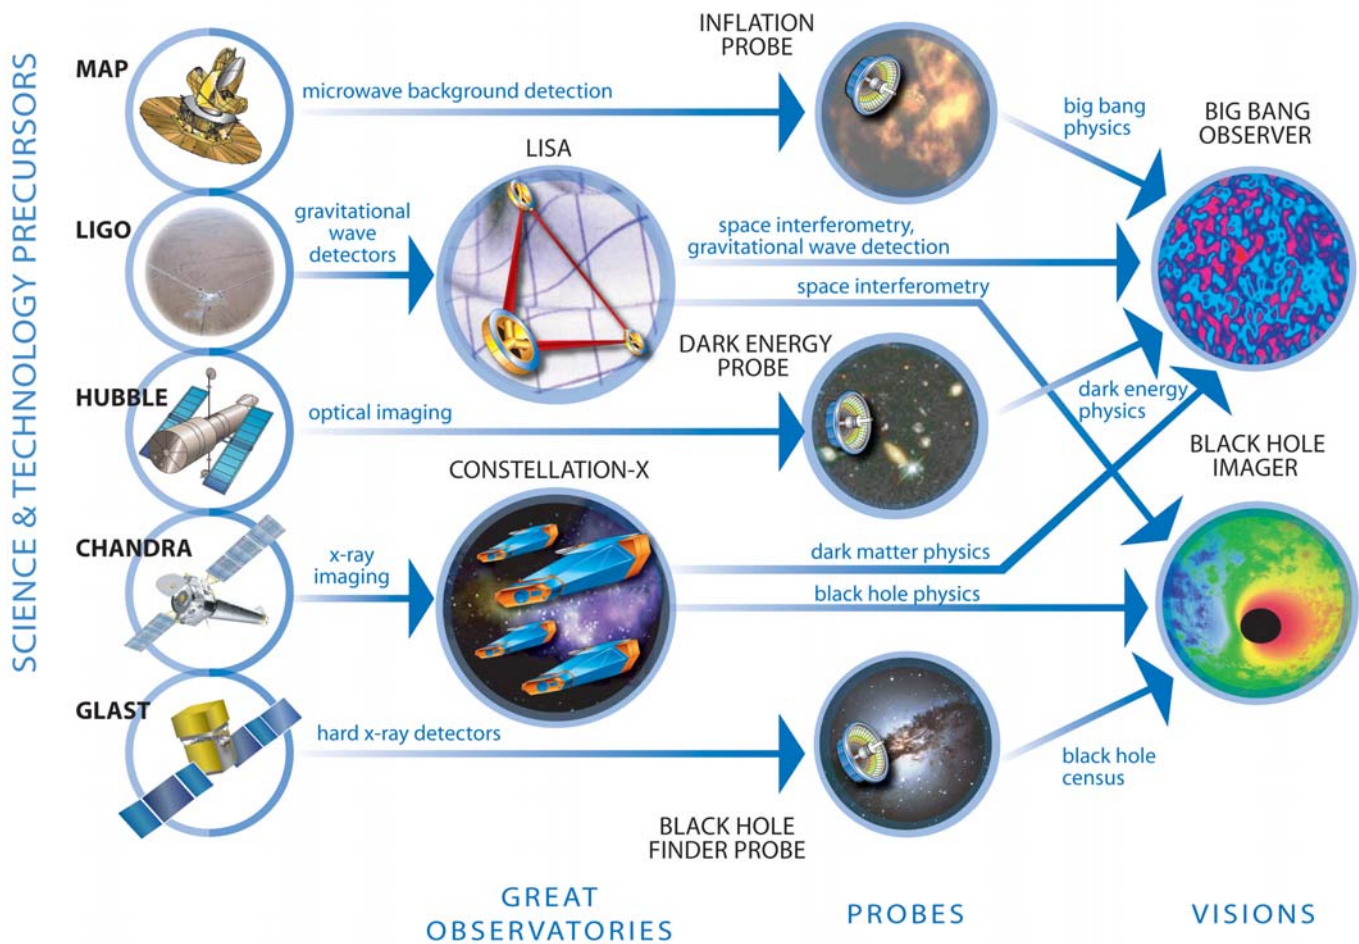 SCIENCE & TECHNOLOGY PRECURSORS
MAP
microwave background detection
INFLATION
PROBE
big bang
physics
BIG BANG
OBSERVER
LIGO
gravitational
wave
detectors
LISA
space interferometry,
gravitational wave detection
space interferometry
HUBBLE
optical imaging
DARK ENERGY
PROBE
dark energy
physics
BLACK HOLE
IMAGER
CHANDRA
x-ray
imaging
CONSTELLATION-X
dark matter physics
black hole physics
GLAST
hard x-ray detectors
BLACK HOLE
FINDER PROBE
black hole
census
GREAT
OBSERVATORIES
PROBES
VISIONS